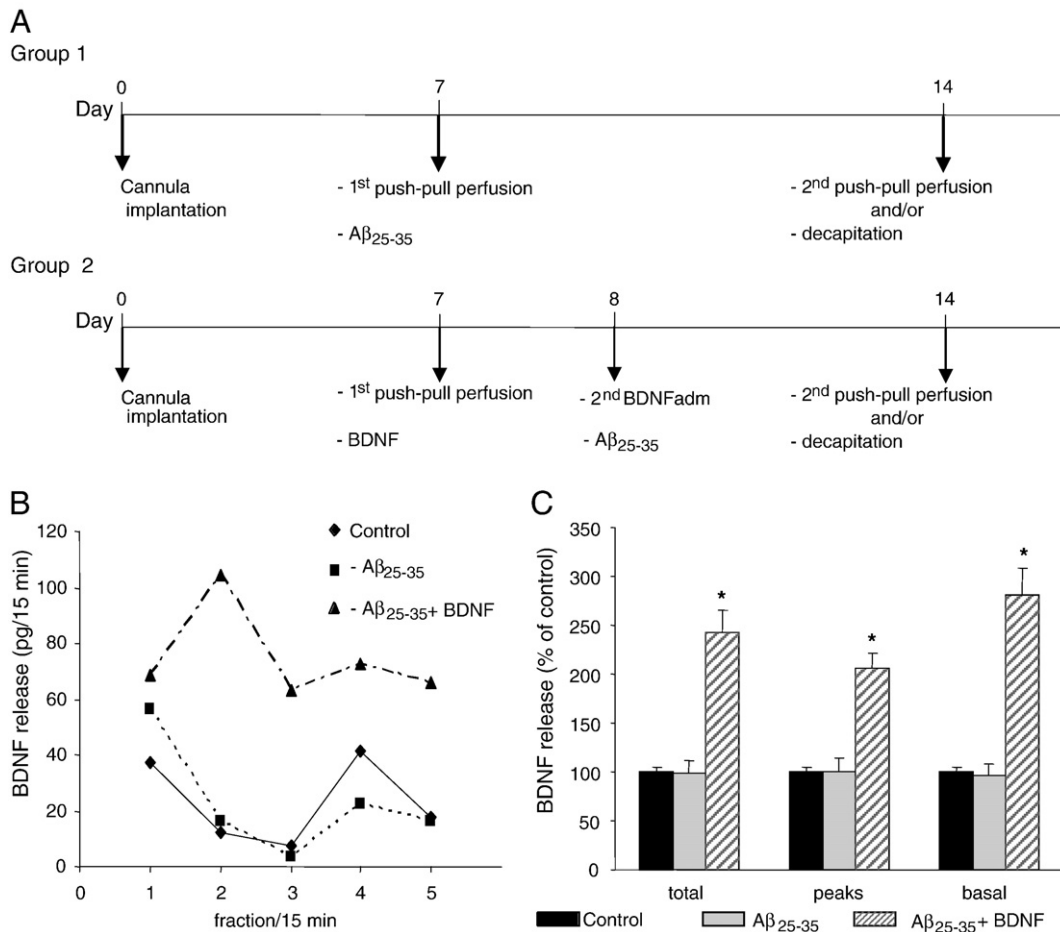 A
Group 1
0 7 14
Day
Cannula implantation
- 1st push-pull perfusion
- Aβ25-35
- 2nd push-pull perfusion
and/or
- decapitation
Group 2
0 7 8 14
Day
Cannula implantation
- 1st push-pull perfusion
- BDNF
- 2nd BDNFadm
- Aβ25-35
- 2nd push-pull perfusion
and/or
- decapitation
B
BDNF release (pg/15 min)
120
100
80
60
40
20
0
0 1 2 3 4 5
fraction/15 min
Control
- Aβ25-35
- Aβ25-35+ BDNF
C
BDNF release (% of control)
350
300
250
200
150
100
50
0
* * *
total peaks basal
Control Aβ25-35 Aβ25-35+ BDNF